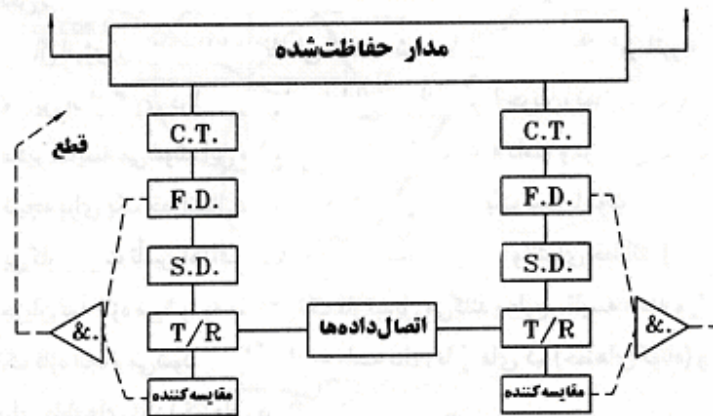 مدار حفاظت‌شده
قطع
C.T.
C.T.
F.D.
F.D.
S.D.
S.D.
&.
T/R
اتصال‌داده‌ها
T/R
&.
مقایسه‌کننده
مقایسه‌کننده